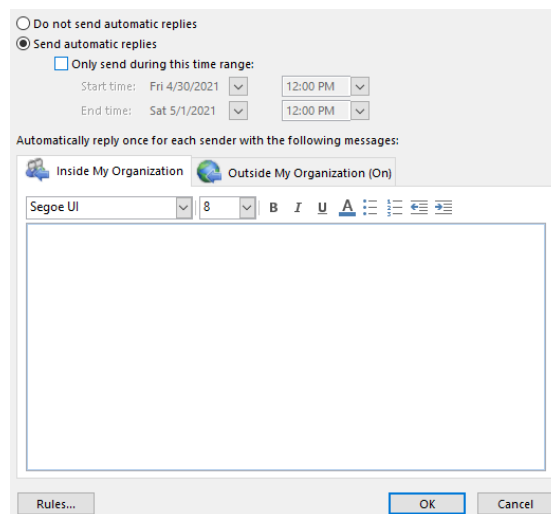 Do not send automatic replies
Send automatic replies
Only send during this time range:
Start time: Fri 4/30/2021 12:00 PM
End time: Sat 5/1/2021 12:00 PM
Automatically reply once for each sender with the following messages:
Inside My Organization Outside My Organization (On)
Segoe UI 8 B I U A
Rules... OK Cancel